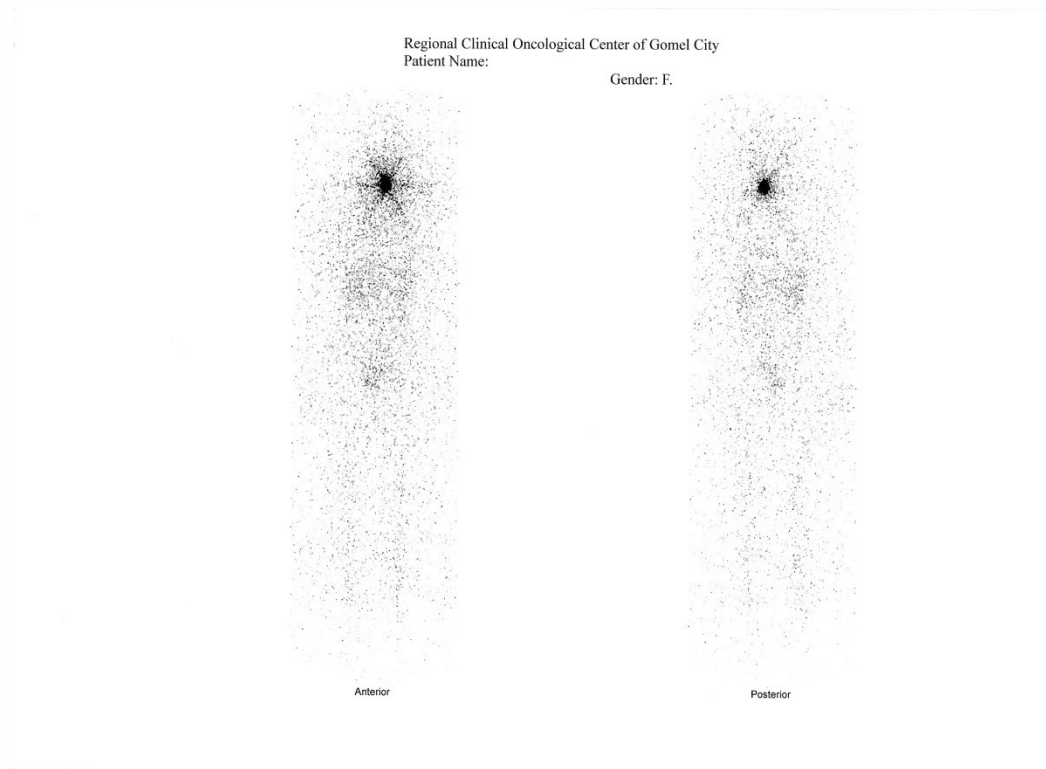 Regional Clinical Oncological Center of Gomel City
Patient Name:
Gender: F.
Anterior
Posterior